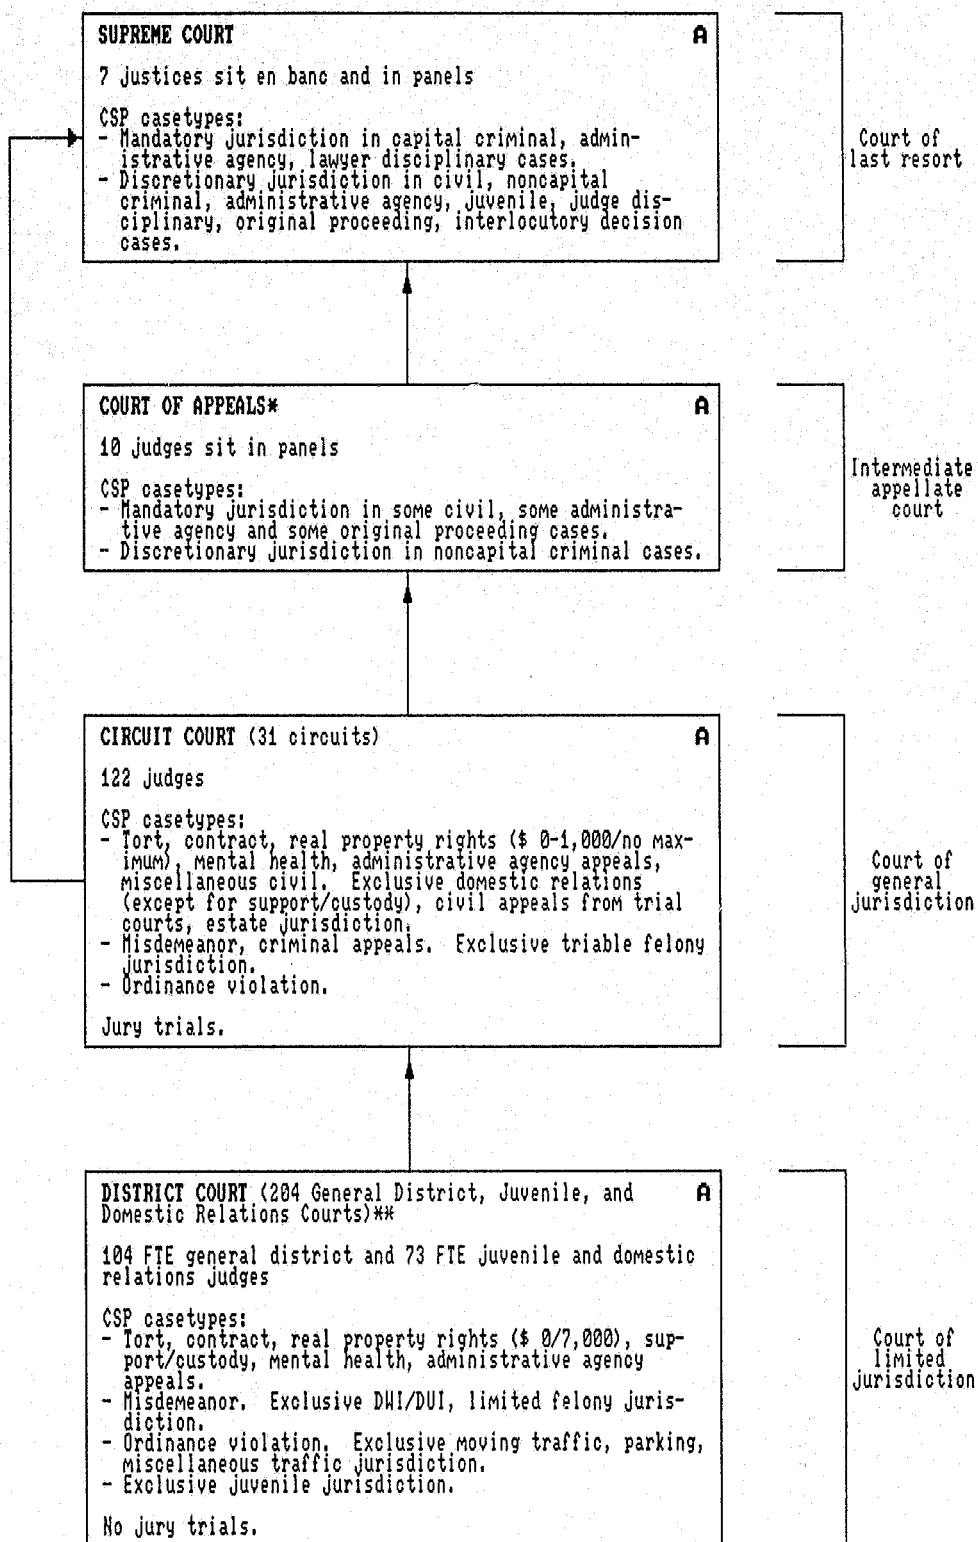 SUPREME COURT A
7 justices sit en banc and in panels
CSP casetypes:
- Mandatory jurisdiction in capital criminal, admin-
istrative agency, lawyer disciplinary cases.
- Discretionary jurisdiction in civil, noncapital
criminal, administrative agency, juvenile, judge dis-
ciplinary, original proceeding, interlocutory decision
cases.
Court of
last resort
COURT OF APPEALS* A
10 judges sit in panels
CSP casetypes:
- Mandatory jurisdiction in some civil, some administra-
tive agency and some original proceeding cases.
- Discretionary jurisdiction in noncapital criminal cases.
Intermediate
appellate
court
CIRCUIT COURT (31 circuits) A
122 judges
CSP casetypes:
- Tort, contract, real property rights ($ 0-1,000/no max-
imum), mental health, administrative agency appeals,
miscellaneous civil. Exclusive domestic relations
(except for support/custody), civil appeals from trial
courts, estate jurisdiction.
- Misdemeanor, criminal appeals. Exclusive triable felony
jurisdiction.
- Ordinance violation.
Jury trials.
Court of
general
jurisdiction
DISTRICT COURT (204 General District, Juvenile, and A
Domestic Relations Courts)**
104 FTE general district and 73 FTE juvenile and domestic
relations judges
CSP casetypes:
- Tort, contract, real property rights ($ 0/7,000), sup-
port/custody, mental health, administrative agency
appeals.
- Misdemeanor. Exclusive DWI/DUI, limited felony juris-
diction.
- Ordinance violation. Exclusive moving traffic, parking,
miscellaneous traffic jurisdiction.
- Exclusive juvenile jurisdiction.
No jury trials.
Court of
limited
jurisdiction